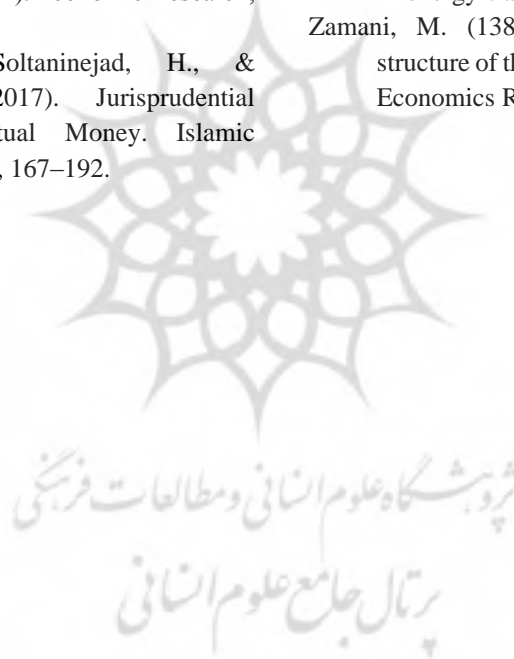 Soltaninejad, H., &
2017). Jurisprudential
tual Money. Islamic
, 167–192.
Zamani, M. (138
structure of th
Economics R
پژوهشگاه علوم انسانی و مطالعات فرهنگی
پرتال جامع علوم انسانی